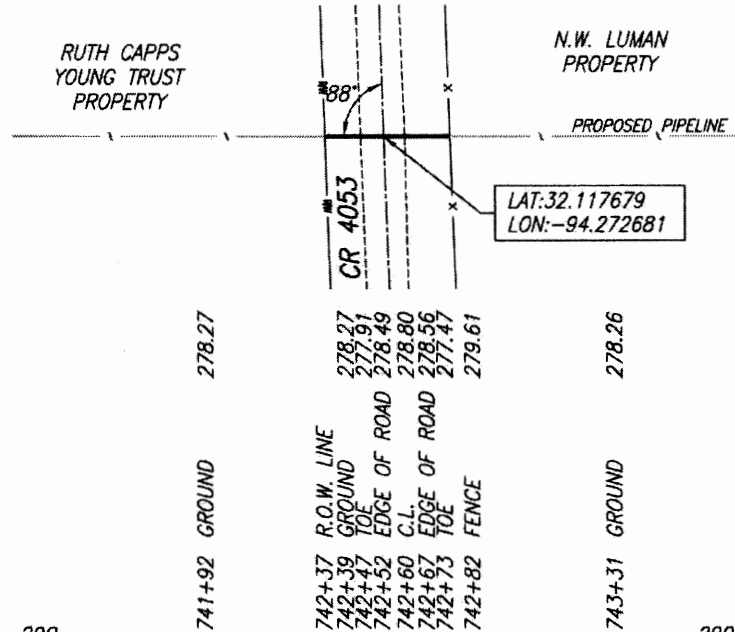 RUTH CAPPS
YOUNG TRUST
PROPERTY
N.W. LUMAN
PROPERTY
88°
PROPOSED PIPELINE
CR 4053
LAT:32.117679
LON:-94.272681
741+92 GROUND 278.27
742+37 R.O.W. LINE
742+39 GROUND 278.27
742+47 TOE 277.91
742+52 EDGE OF ROAD 278.49
742+60 C.L. 278.80
742+67 EDGE OF ROAD 278.56
742+73 TOE 277.47
742+82 FENCE 279.61
743+31 GROUND 278.26